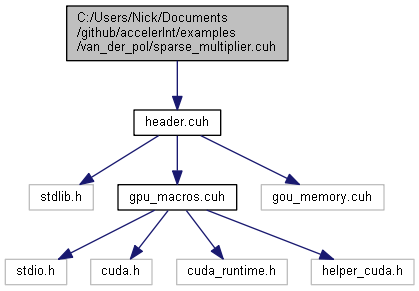 C:/Users/Nick/Documents
/github/accelerInt/examples
/van_der_pol/sparse_multiplier.cuh
header.cuh
stdlib.h
gpu_macros.cuh
gou_memory.cuh
stdio.h
cuda.h
cuda_runtime.h
helper_cuda.h